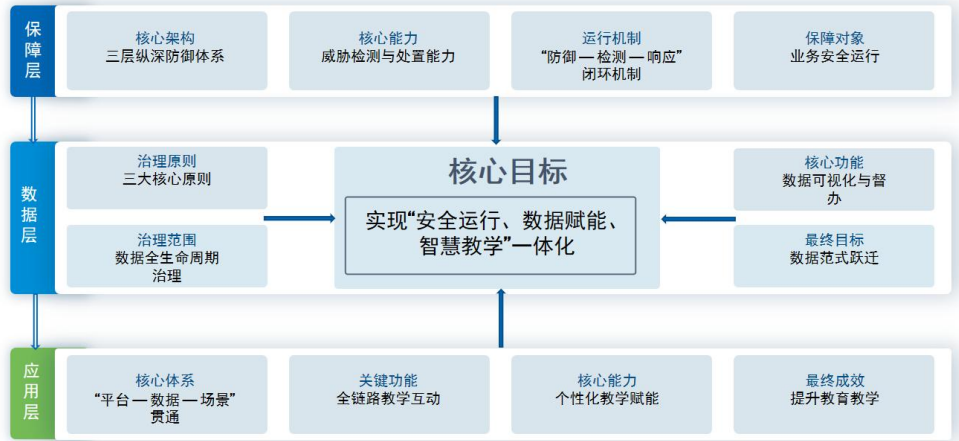 保障层
核心架构
三层纵深防御体系
核心能力
威胁检测与处置能力
运行机制
“防御—检测—响应”
闭环机制
保障对象
业务安全运行
数据层
治理原则
三大核心原则
治理范围
数据全生命周期
治理
核心目标
实现“安全运行、数据赋能、
智慧教学”一体化
核心功能
数据可视化与督
办
最终目标
数据范式跃迁
应用层
核心体系
“平台—数据—场景”
贯通
关键功能
全链路教学互动
核心能力
个性化教学赋能
最终成效
提升教育教学